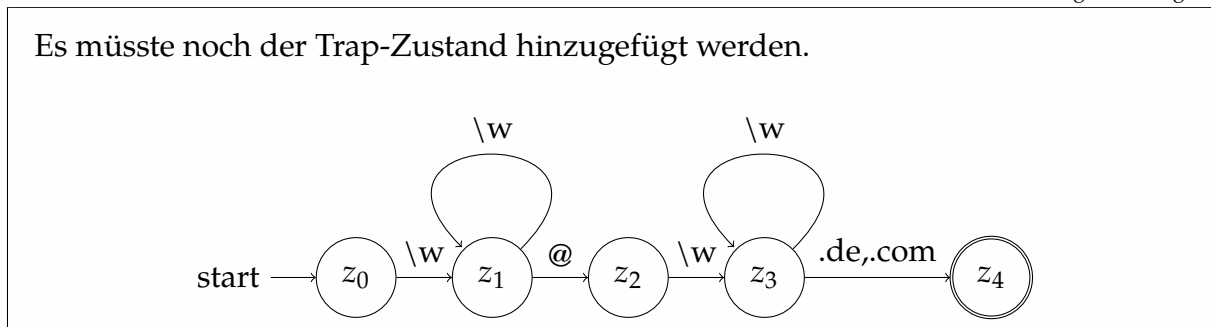 Es müsste noch der Trap-Zustand hinzugefügt werden.
\w \w
start z0 \w z1 @ z2 \w z3 .de,.com z4